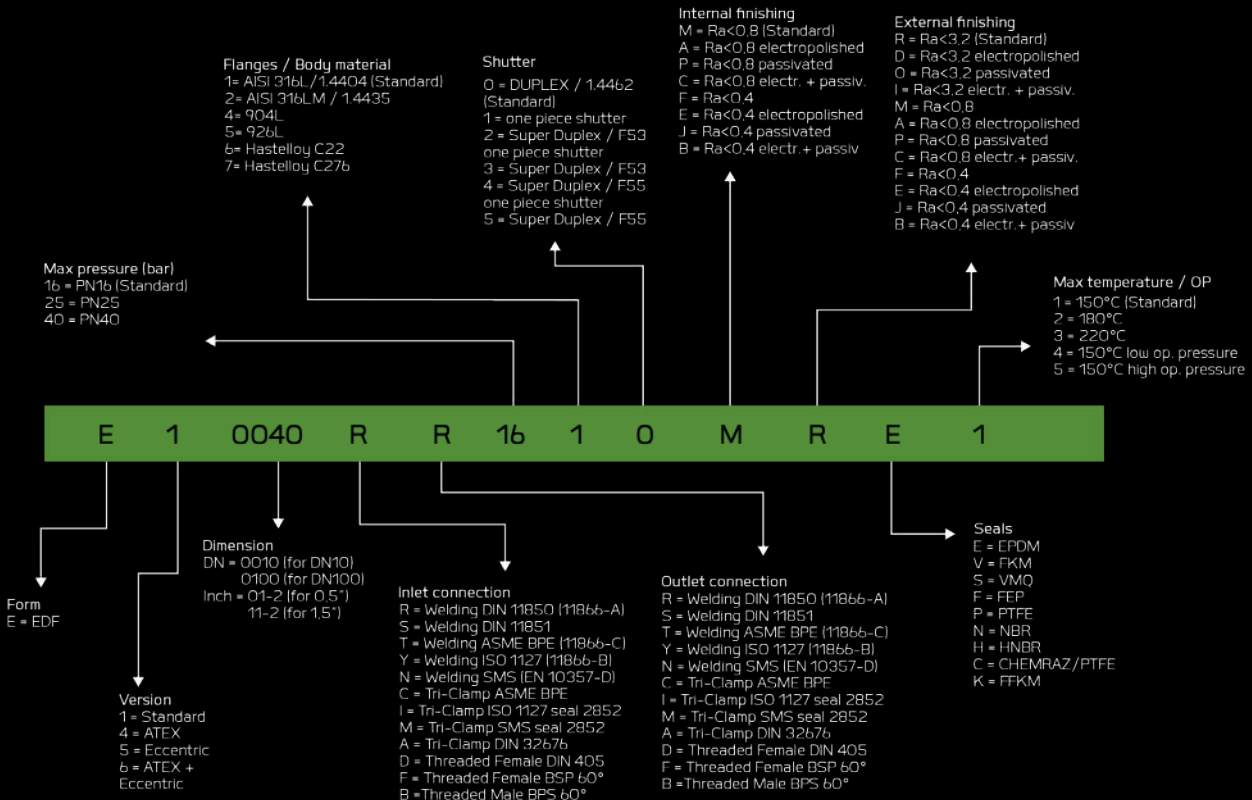 Internal finishing
M = Ra<0,8 (Standard)
A = Ra<0,8 electropolished
P = Ra<0,8 passivated
C = Ra<0,8 electr. + passiv.
F = Ra<0,4
E = Ra<0,4 electropolished
J = Ra<0,4 passivated
B = Ra<0,4 electr.+ passiv
External finishing
R = Ra<3,2 (Standard)
D = Ra<3,2 electropolished
O = Ra<3,2 passivated
I = Ra<3,2 electr. + passiv.
M = Ra<0,8
A = Ra<0,8 electropolished
P = Ra<0,8 passivated
C = Ra<0,8 electr. + passiv.
F = Ra<0,4
E = Ra<0,4 electropolished
J = Ra<0,4 passivated
B = Ra<0,4 electr.+ passiv
Flanges / Body material
1= AISI 316L/1.4404 (Standard)
2= AISI 316LM / 1.4435
4= 904L
5= 926L
6= Hastelloy C22
7= Hastelloy C276
Shutter
0 = DUPLEX / 1.4462
(Standard)
1 = one piece shutter
2 = Super Duplex / F53
one piece shutter
3 = Super Duplex / F53
4 = Super Duplex / F55
one piece shutter
5 = Super Duplex / F55
Max pressure (bar)
16 = PN16 (Standard)
25 = PN25
40 = PN40
Max temperature / OP
1 = 150°C (Standard)
2 = 180°C
3 = 220°C
4 = 150°C low op. pressure
5 = 150°C high op. pressure
E 1 0040 R R 16 1 0 M R E 1
Form
E = EDF
Version
1 = Standard
4 = ATEX
5 = Eccentric
6 = ATEX +
Eccentric
Dimension
DN = 0010 (for DN10)
0100 (for DN100)
Inch = 01-2 (for 0,5")
11-2 (for 1,5")
Inlet connection
R = Welding DIN 11850 (11866-A)
S = Welding DIN 11851
T = Welding ASME BPE (11866-C)
Y = Welding ISO 1127 (11866-B)
N = Welding SMS (EN 10357-D)
C = Tri-Clamp ASME BPE
I = Tri-Clamp ISO 1127 seal 2852
M = Tri-Clamp SMS seal 2852
A = Tri-Clamp DIN 32676
D = Threaded Female DIN 405
F = Threaded Female BSP 60°
B =Threaded Male BPS 60°
Outlet connection
R = Welding DIN 11850 (11866-A)
S = Welding DIN 11851
T = Welding ASME BPE (11866-C)
Y = Welding ISO 1127 (11866-B)
N = Welding SMS (EN 10357-D)
C = Tri-Clamp ASME BPE
I = Tri-Clamp ISO 1127 seal 2852
M = Tri-Clamp SMS seal 2852
A = Tri-Clamp DIN 32676
D = Threaded Female DIN 405
F = Threaded Female BSP 60°
B =Threaded Male BPS 60°
Seals
E = EPDM
V = FKM
S = VMQ
F = FEP
P = PTFE
N = NBR
H = HNBR
C = CHEMRAZ/PTFE
K = FFKM